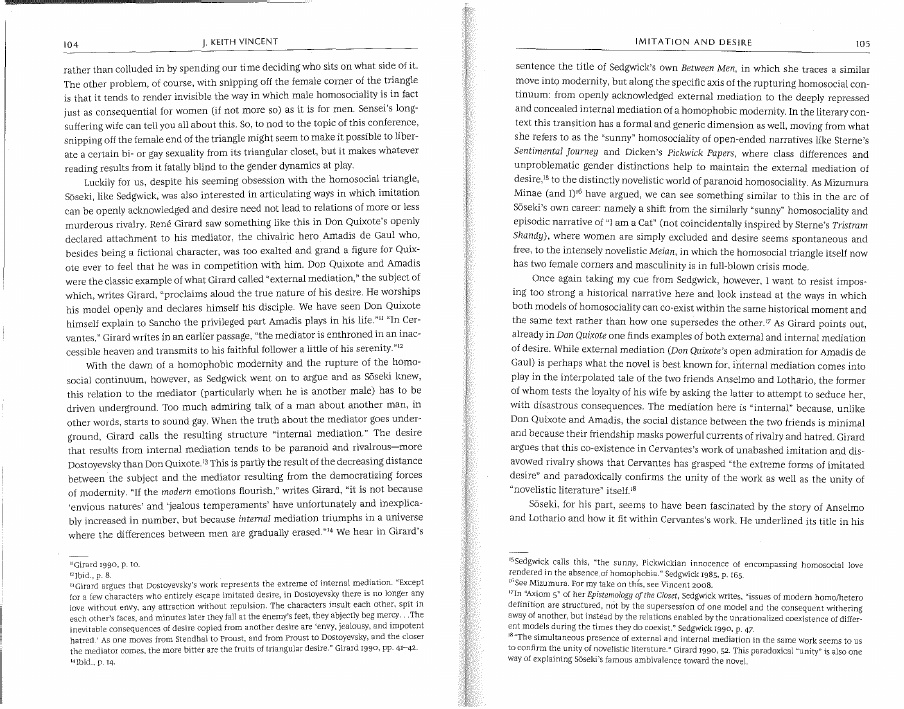 104
J. KEITH VINCENT
rather than colluded in by spending our time deciding who sits on what side of it.
The other problem, of course, with snipping off the female corner of the triangle
is that it tends to render invisible the way in which male homosociality is in fact
just as consequential for women (if not more so) as it is for men. Sensei's long-
suffering wife can tell you all about this. So, to nod to the topic of this conference,
snipping off the female end of the triangle might seem to make it possible to liber-
ate a certain bi- or gay sexuality from its triangular closet, but it makes whatever
reading results from it fatally blind to the gender dynamics at play.
Luckily for us, despite his seeming obsession with the homosocial triangle,
Sōseki, like Sedgwick, was also interested in articulating ways in which imitation
can be openly acknowledged and desire need not lead to relations of more or less
murderous rivalry. René Girard saw something like this in Don Quixote's openly
declared attachment to his mediator, the chivalric hero Amadis de Gaul who,
besides being a fictional character, was too exalted and grand a figure for Quix-
ote ever to feel that he was in competition with him. Don Quixote and Amadis
were the classic example of what Girard called "external mediation," the subject of
which, writes Girard, "proclaims aloud the true nature of his desire. He worships
his model openly and declares himself his disciple. We have seen Don Quixote
himself explain to Sancho the privileged part Amadis plays in his life."¹¹ "In Cer-
vantes," Girard writes in an earlier passage, "the mediator is enthroned in an inac-
cessible heaven and transmits to his faithful follower a little of his serenity."¹²
With the dawn of a homophobic modernity and the rupture of the homo-
social continuum, however, as Sedgwick went on to argue and as Sōseki knew,
this relation to the mediator (particularly when he is another male) has to be
driven underground. Too much admiring talk of a man about another man, in
other words, starts to sound gay. When the truth about the mediator goes under-
ground, Girard calls the resulting structure "internal mediation." The desire
that results from internal mediation tends to be paranoid and rivalrous—more
Dostoyevsky than Don Quixote.¹³ This is partly the result of the decreasing distance
between the subject and the mediator resulting from the democratizing forces
of modernity. "If the modern emotions flourish," writes Girard, "it is not because
'envious natures' and 'jealous temperaments' have unfortunately and inexplica-
bly increased in number, but because internal mediation triumphs in a universe
where the differences between men are gradually erased."¹⁴ We hear in Girard's
¹¹Girard 1990, p. 10.
¹²Ibid., p. 8.
¹³Girard argues that Dostoyevsky's work represents the extreme of internal mediation. "Except
for a few characters who entirely escape imitated desire, in Dostoyevsky there is no longer any
love without envy, any attraction without repulsion. The characters insult each other, spit in
each other's faces, and minutes later they fall at the enemy's feet, they abjectly beg mercy. . .The
inevitable consequences of desire copied from another desire are 'envy, jealousy, and impotent
hatred.' As one moves from Stendhal to Proust, and from Proust to Dostoyevsky, and the closer
the mediator comes, the more bitter are the fruits of triangular desire." Girard 1990, pp. 41–42.
¹⁴Ibid., p. 14.
IMITATION AND DESIRE
105
sentence the title of Sedgwick's own Between Men, in which she traces a similar
move into modernity, but along the specific axis of the rupturing homosocial con-
tinuum: from openly acknowledged external mediation to the deeply repressed
and concealed internal mediation of a homophobic modernity. In the literary con-
text this transition has a formal and generic dimension as well, moving from what
she refers to as the "sunny" homosociality of open-ended narratives like Sterne's
Sentimental Journey and Dicken's Pickwick Papers, where class differences and
unproblematic gender distinctions help to maintain the external mediation of
desire,¹⁵ to the distinctly novelistic world of paranoid homosociality. As Mizumura
Minae (and I)¹⁶ have argued, we can see something similar to this in the arc of
Sōseki's own career: namely a shift from the similarly "sunny" homosociality and
episodic narrative of "I am a Cat" (not coincidentally inspired by Sterne's Tristram
Shandy), where women are simply excluded and desire seems spontaneous and
free, to the intensely novelistic Meian, in which the homosocial triangle itself now
has two female corners and masculinity is in full-blown crisis mode.
Once again taking my cue from Sedgwick, however, I want to resist impos-
ing too strong a historical narrative here and look instead at the ways in which
both models of homosociality can co-exist within the same historical moment and
the same text rather than how one supersedes the other.¹⁷ As Girard points out,
already in Don Quixote one finds examples of both external and internal mediation
of desire. While external mediation (Don Quixote's open admiration for Amadis de
Gaul) is perhaps what the novel is best known for, internal mediation comes into
play in the interpolated tale of the two friends Anselmo and Lothario, the former
of whom tests the loyalty of his wife by asking the latter to attempt to seduce her,
with disastrous consequences. The mediation here is "internal" because, unlike
Don Quixote and Amadis, the social distance between the two friends is minimal
and because their friendship masks powerful currents of rivalry and hatred. Girard
argues that this co-existence in Cervantes's work of unabashed imitation and dis-
avowed rivalry shows that Cervantes has grasped "the extreme forms of imitated
desire" and paradoxically confirms the unity of the work as well as the unity of
"novelistic literature" itself.¹⁸
Sōseki, for his part, seems to have been fascinated by the story of Anselmo
and Lothario and how it fit within Cervantes's work. He underlined its title in his
¹⁵Sedgwick calls this, "the sunny, Pickwickian innocence of encompassing homosocial love
rendered in the absence of homophobia." Sedgwick 1985, p. 165.
¹⁶See Mizumura. For my take on this, see Vincent 2008.
¹⁷In "Axiom 5" of her Epistemology of the Closet, Sedgwick writes, "issues of modern homo/hetero
definition are structured, not by the supersession of one model and the consequent withering
away of another, but instead by the relations enabled by the unrationalized coexistence of differ-
ent models during the times they do coexist." Sedgwick 1990, p. 47.
¹⁸"The simultaneous presence of external and internal mediation in the same work seems to us
to confirm the unity of novelistic literature." Girard 1990, 52. This paradoxical "unity" is also one
way of explaining Sōseki's famous ambivalence toward the novel.